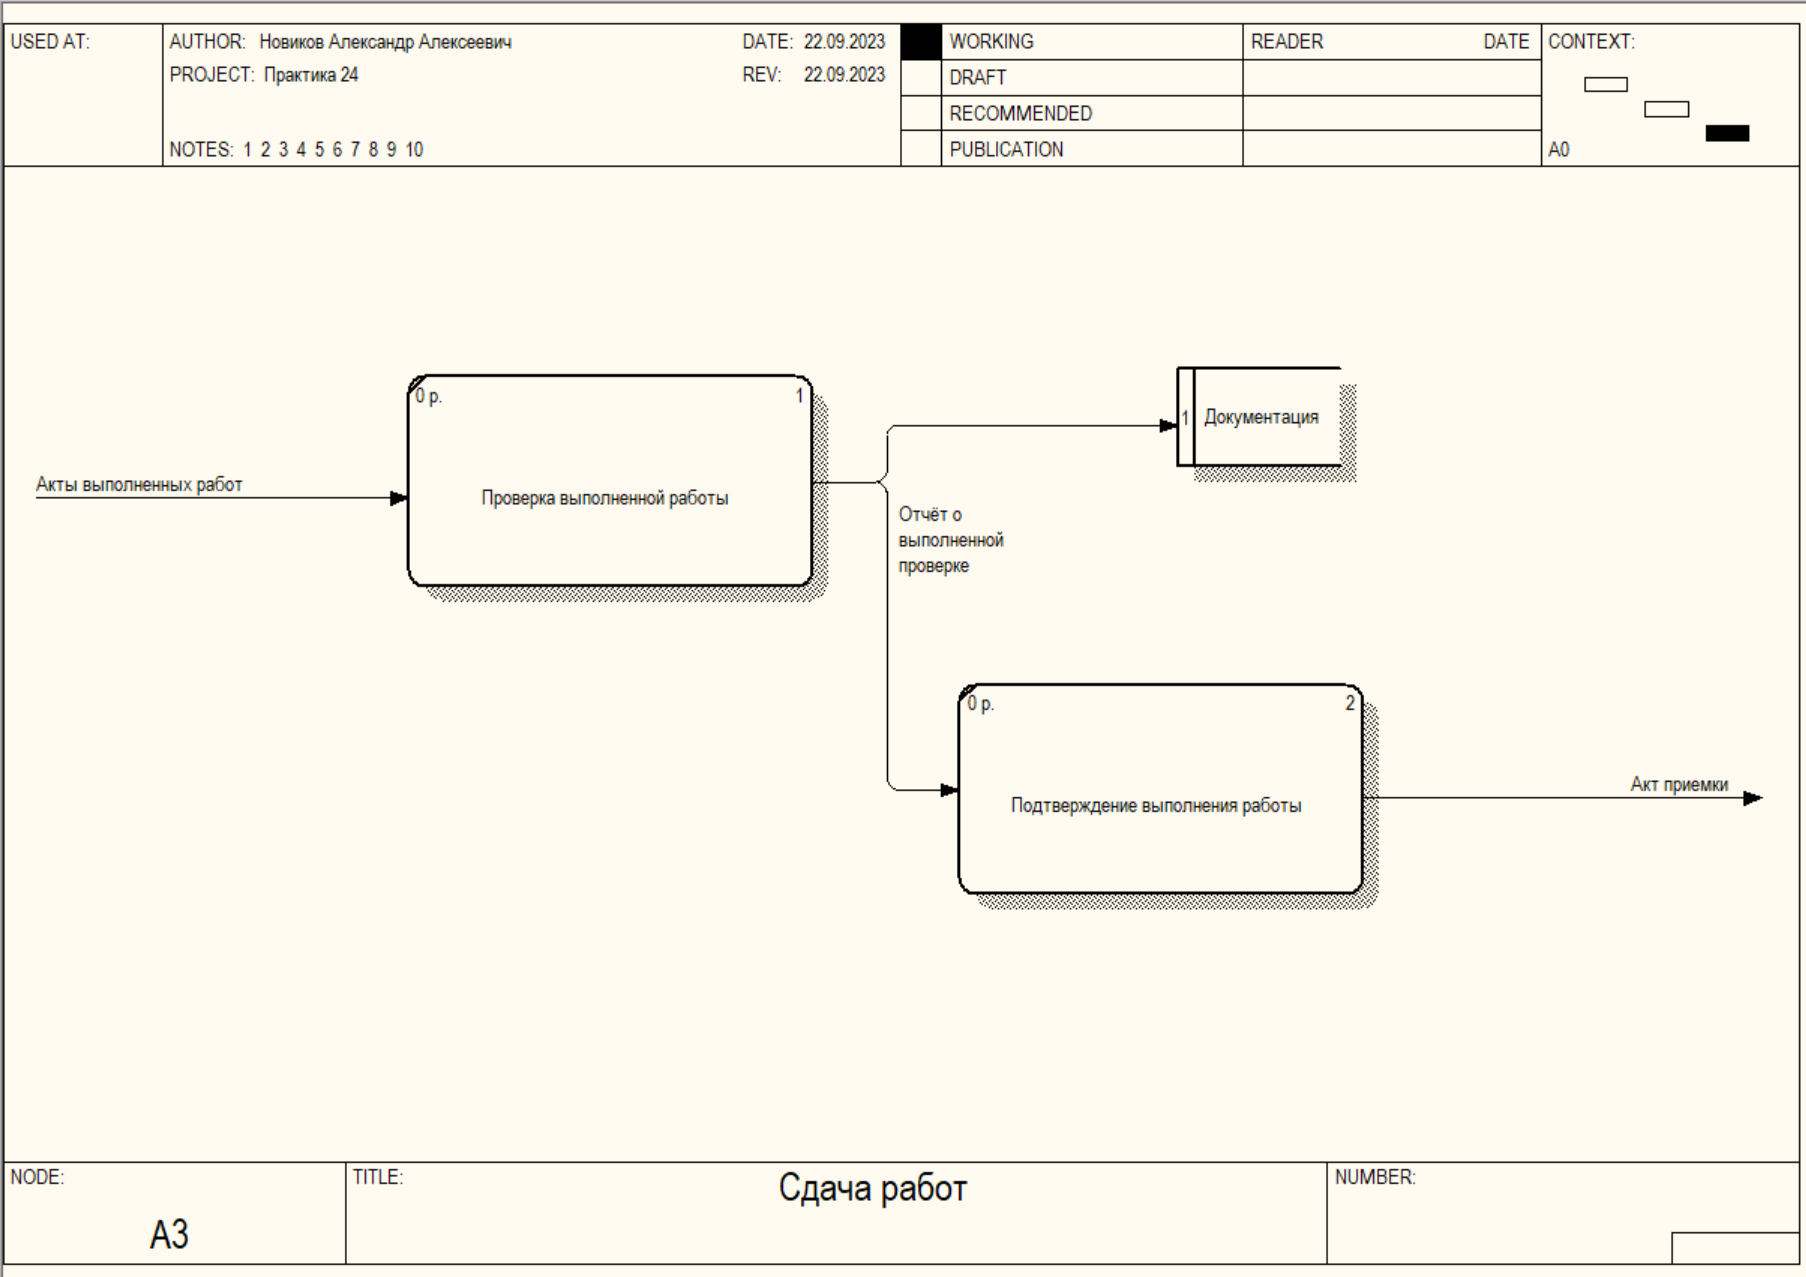 USED AT:
AUTHOR: Новиков Александр Алексеевич
DATE: 22.09.2023
PROJECT: Практика 24
REV: 22.09.2023
NOTES: 1 2 3 4 5 6 7 8 9 10
WORKING
DRAFT
RECOMMENDED
PUBLICATION
READER DATE
CONTEXT:
A0
Акты выполненных работ
0 р. 1
Проверка выполненной работы
1 Документация
Отчёт о
выполненной
проверке
0 р. 2
Подтверждение выполнения работы
Акт приемки
NODE:
A3
TITLE:
Сдача работ
NUMBER: